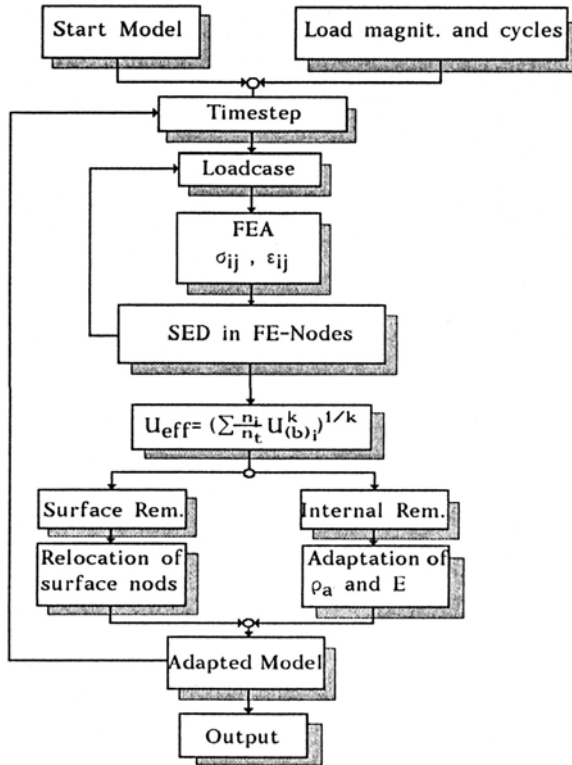 Start Model
Load magnit. and cycles
Timestep
Loadcase
FEA
σij , εij
SED in FE-Nodes
Ueff= (∑ ni/nt U(b)i^k)^1/k
Surface Rem.
Internal Rem.
Relocation of
surface nods
Adaptation of
ρa and E
Adapted Model
Output